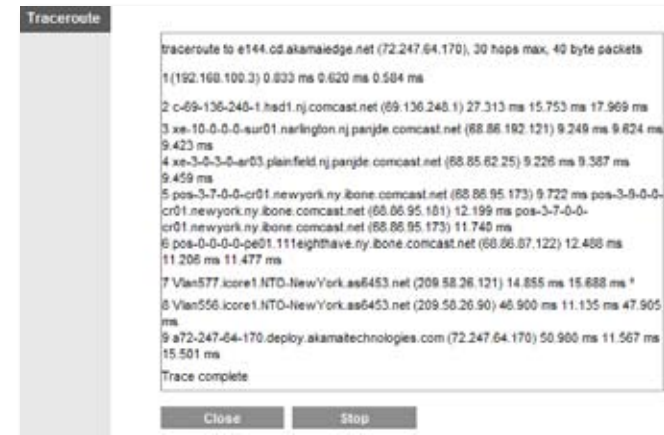 Traceroute
traceroute to e144.cd.akamaiedge.net (72.247.64.170), 30 hops max, 40 byte packets
1(192.168.100.3) 0.833 ms 0.620 ms 0.584 ms
2 c-69-136-248-1.hsd1.nj.comcast.net (69.136.248.1) 27.313 ms 15.753 ms 17.969 ms
3 xe-10-0-0-0-sur01.narlington.nj.panjde.comcast.net (68.86.192.121) 9.249 ms 9.624 ms
9.423 ms
4 xe-3-0-3-0-ar03.plainfield.nj.panjde.comcast.net (68.85.62.25) 9.226 ms 9.387 ms
9.459 ms
5 pos-3-7-0-0-cr01.newyork.ny.ibone.comcast.net (68.86.95.173) 9.722 ms pos-3-9-0-0-
cr01.newyork.ny.ibone.comcast.net (68.86.95.181) 12.199 ms pos-3-7-0-0-
cr01.newyork.ny.ibone.comcast.net (68.86.95.173) 11.740 ms
6 pos-0-0-0-0-pe01.111eighthave.ny.ibone.comcast.net (68.86.87.122) 12.488 ms
11.206 ms 11.477 ms
7 Vlan577.icore1.NTO-NewYork.as6453.net (209.58.26.121) 14.855 ms 15.688 ms *
8 Vlan556.icore1.NTO-NewYork.as6453.net (209.58.26.90) 46.900 ms 11.135 ms 47.905
ms
9 a72-247-64-170.deploy.akamaitechnologies.com (72.247.64.170) 50.980 ms 11.567 ms
15.501 ms
Trace complete
Close
Stop